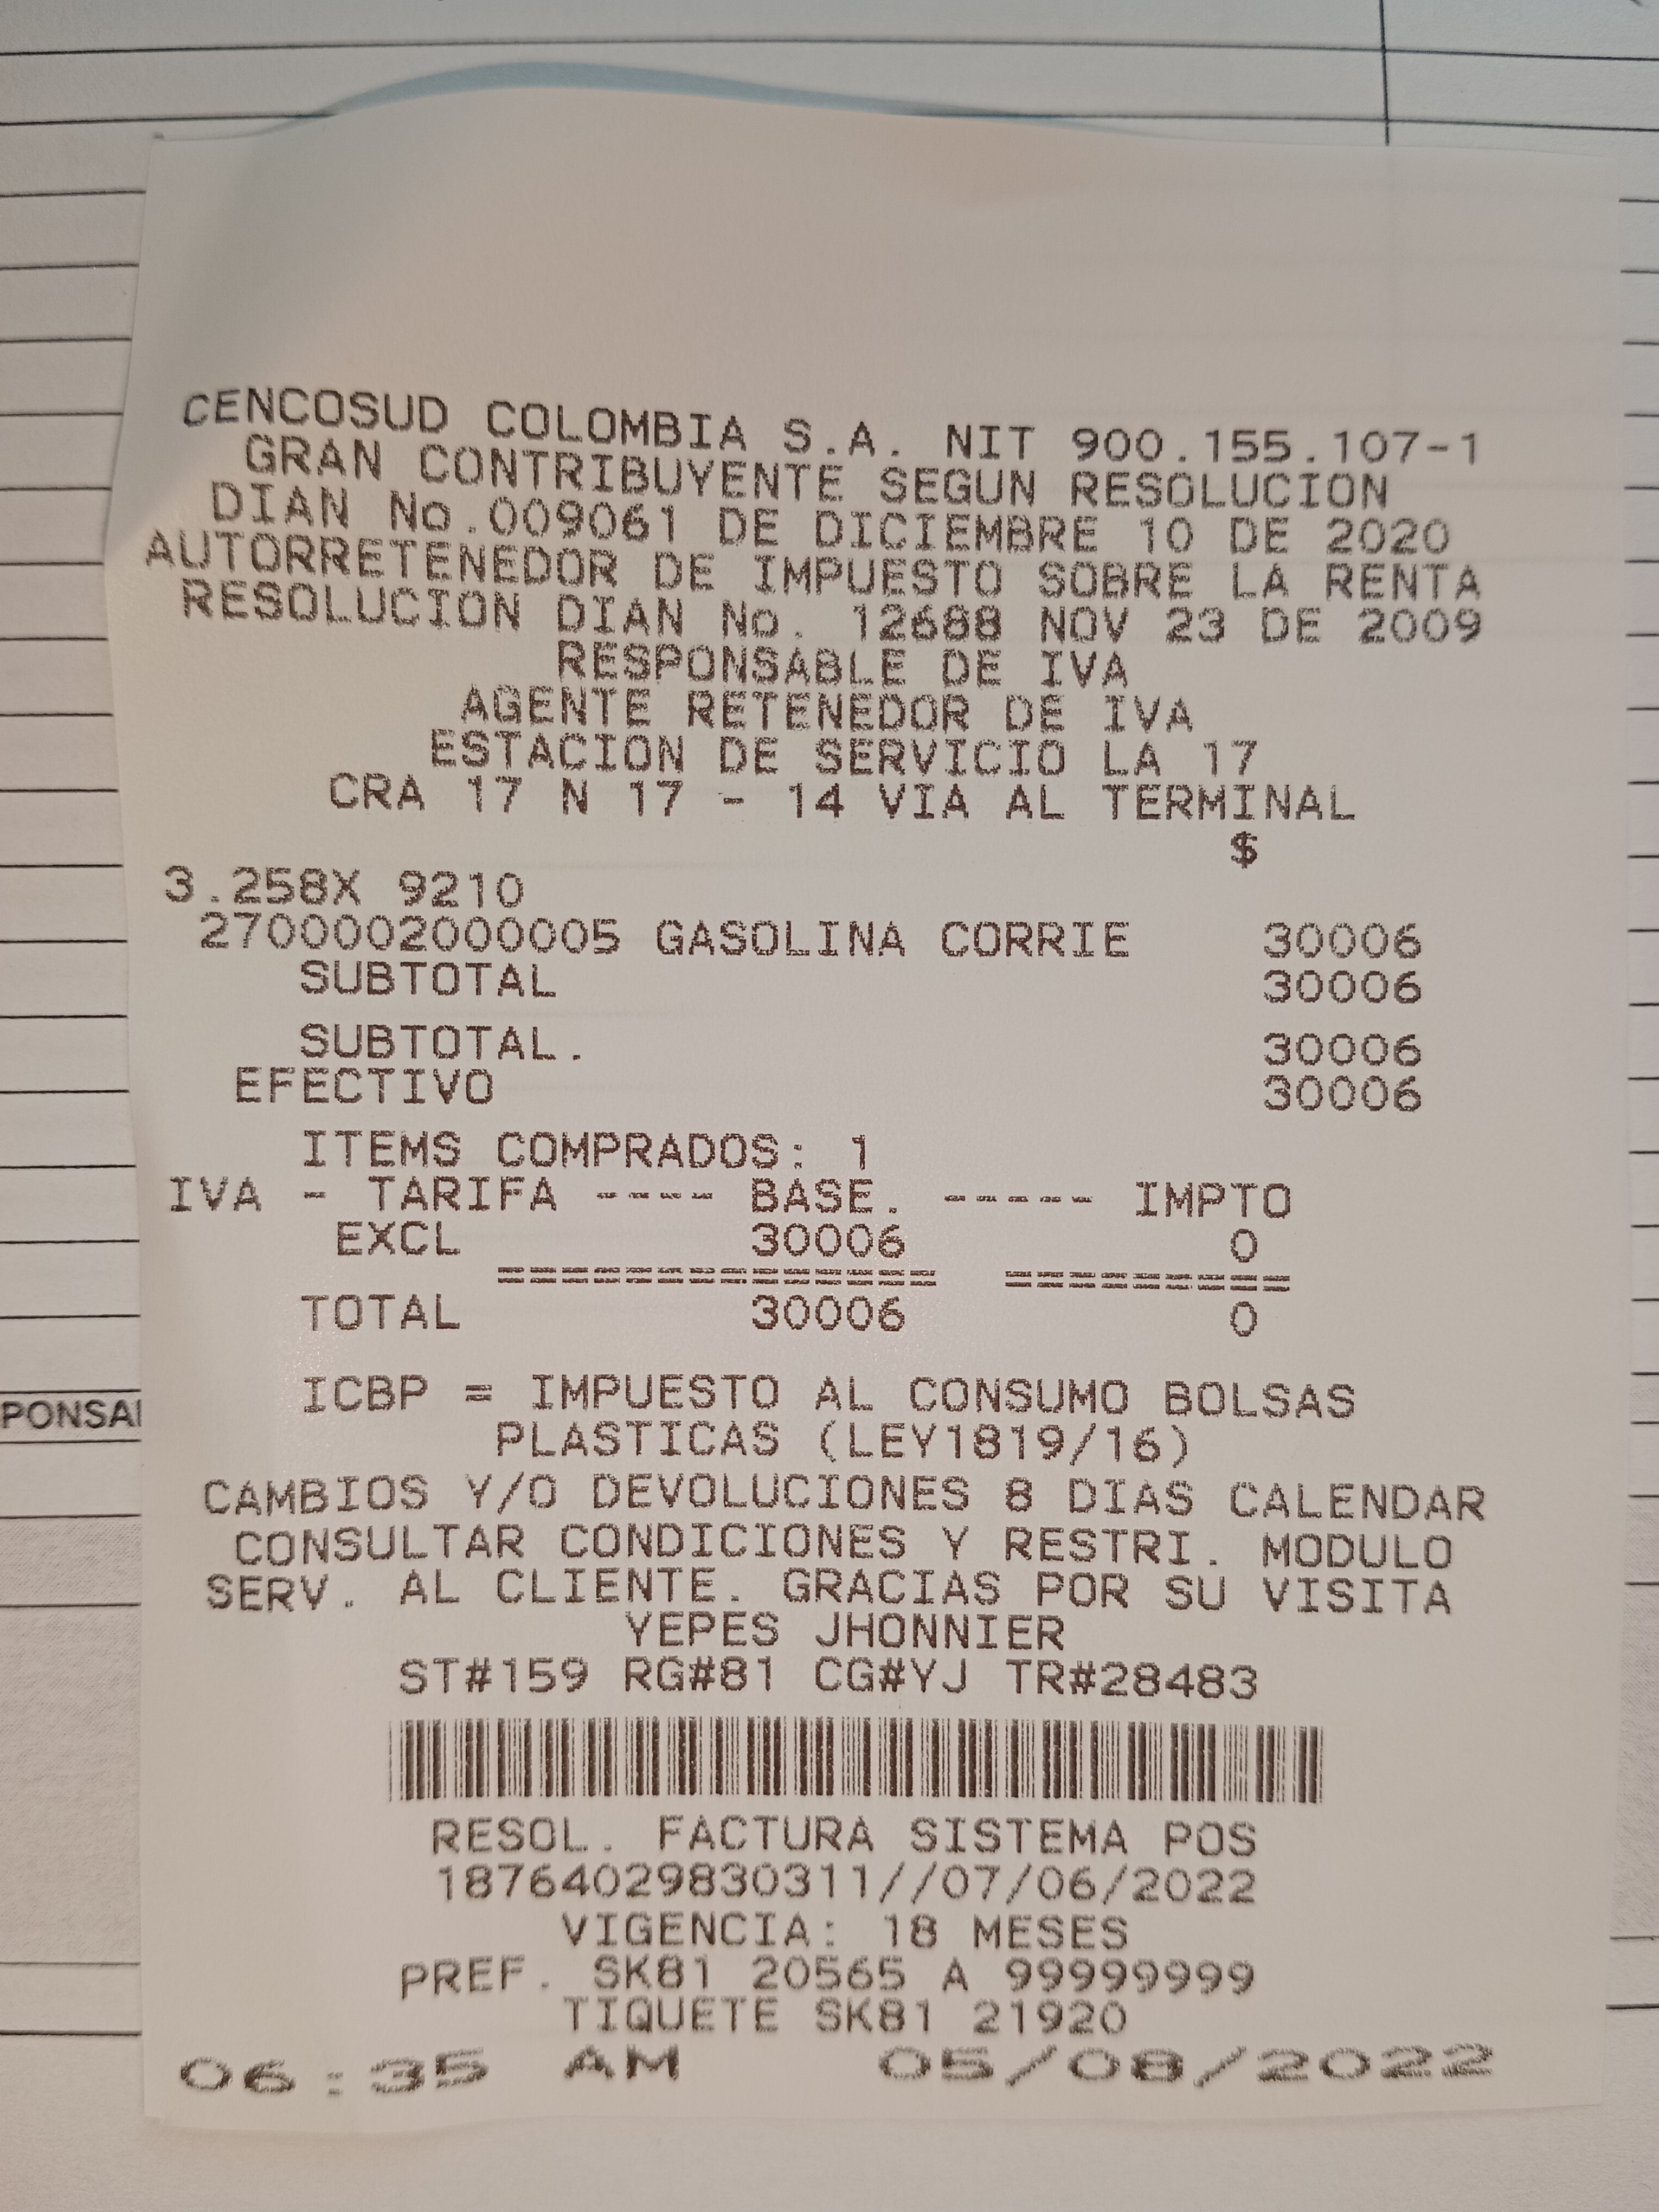 CENCOSUD COLOMBIA S.A. NIT 900.155.107-1
GRAN CONTRIBUYENTE SEGUN RESOLUCION
DIAN No.009061 DE DICIEMBRE 10 DE 2020
AUTORRETENEDOR DE IMPUESTO SOBRE LA RENTA
RESOLUCION DIAN No. 12688 NOV 23 DE 2009
RESPONSABLE DE IVA
AGENTE RETENEDOR DE IVA
ESTACION DE SERVICIO LA 17
CRA 17 N 17 - 14 VIA AL TERMINAL
$
3.258X 9210
2700002000005 GASOLINA CORRIE 30006
SUBTOTAL 30006
SUBTOTAL. 30006
EFECTIVO 30006
ITEMS COMPRADOS: 1
IVA - TARIFA ---- BASE. ----- IMPTO
EXCL 30006 0
============== =========
TOTAL 30006 0
ICBP = IMPUESTO AL CONSUMO BOLSAS
PLASTICAS (LEY1819/16)
CAMBIOS Y/O DEVOLUCIONES 8 DIAS CALENDAR
CONSULTAR CONDICIONES Y RESTRI. MODULO
SERV. AL CLIENTE. GRACIAS POR SU VISITA
YEPES JHONNIER
ST#159 RG#81 CG#YJ TR#28483
RESOL. FACTURA SISTEMA POS
18764029830311//07/06/2022
VIGENCIA: 18 MESES
PREF. SK81 20565 A 99999999
TIQUETE SK81 21920
06:35 AM 05/08/2022
PONSA